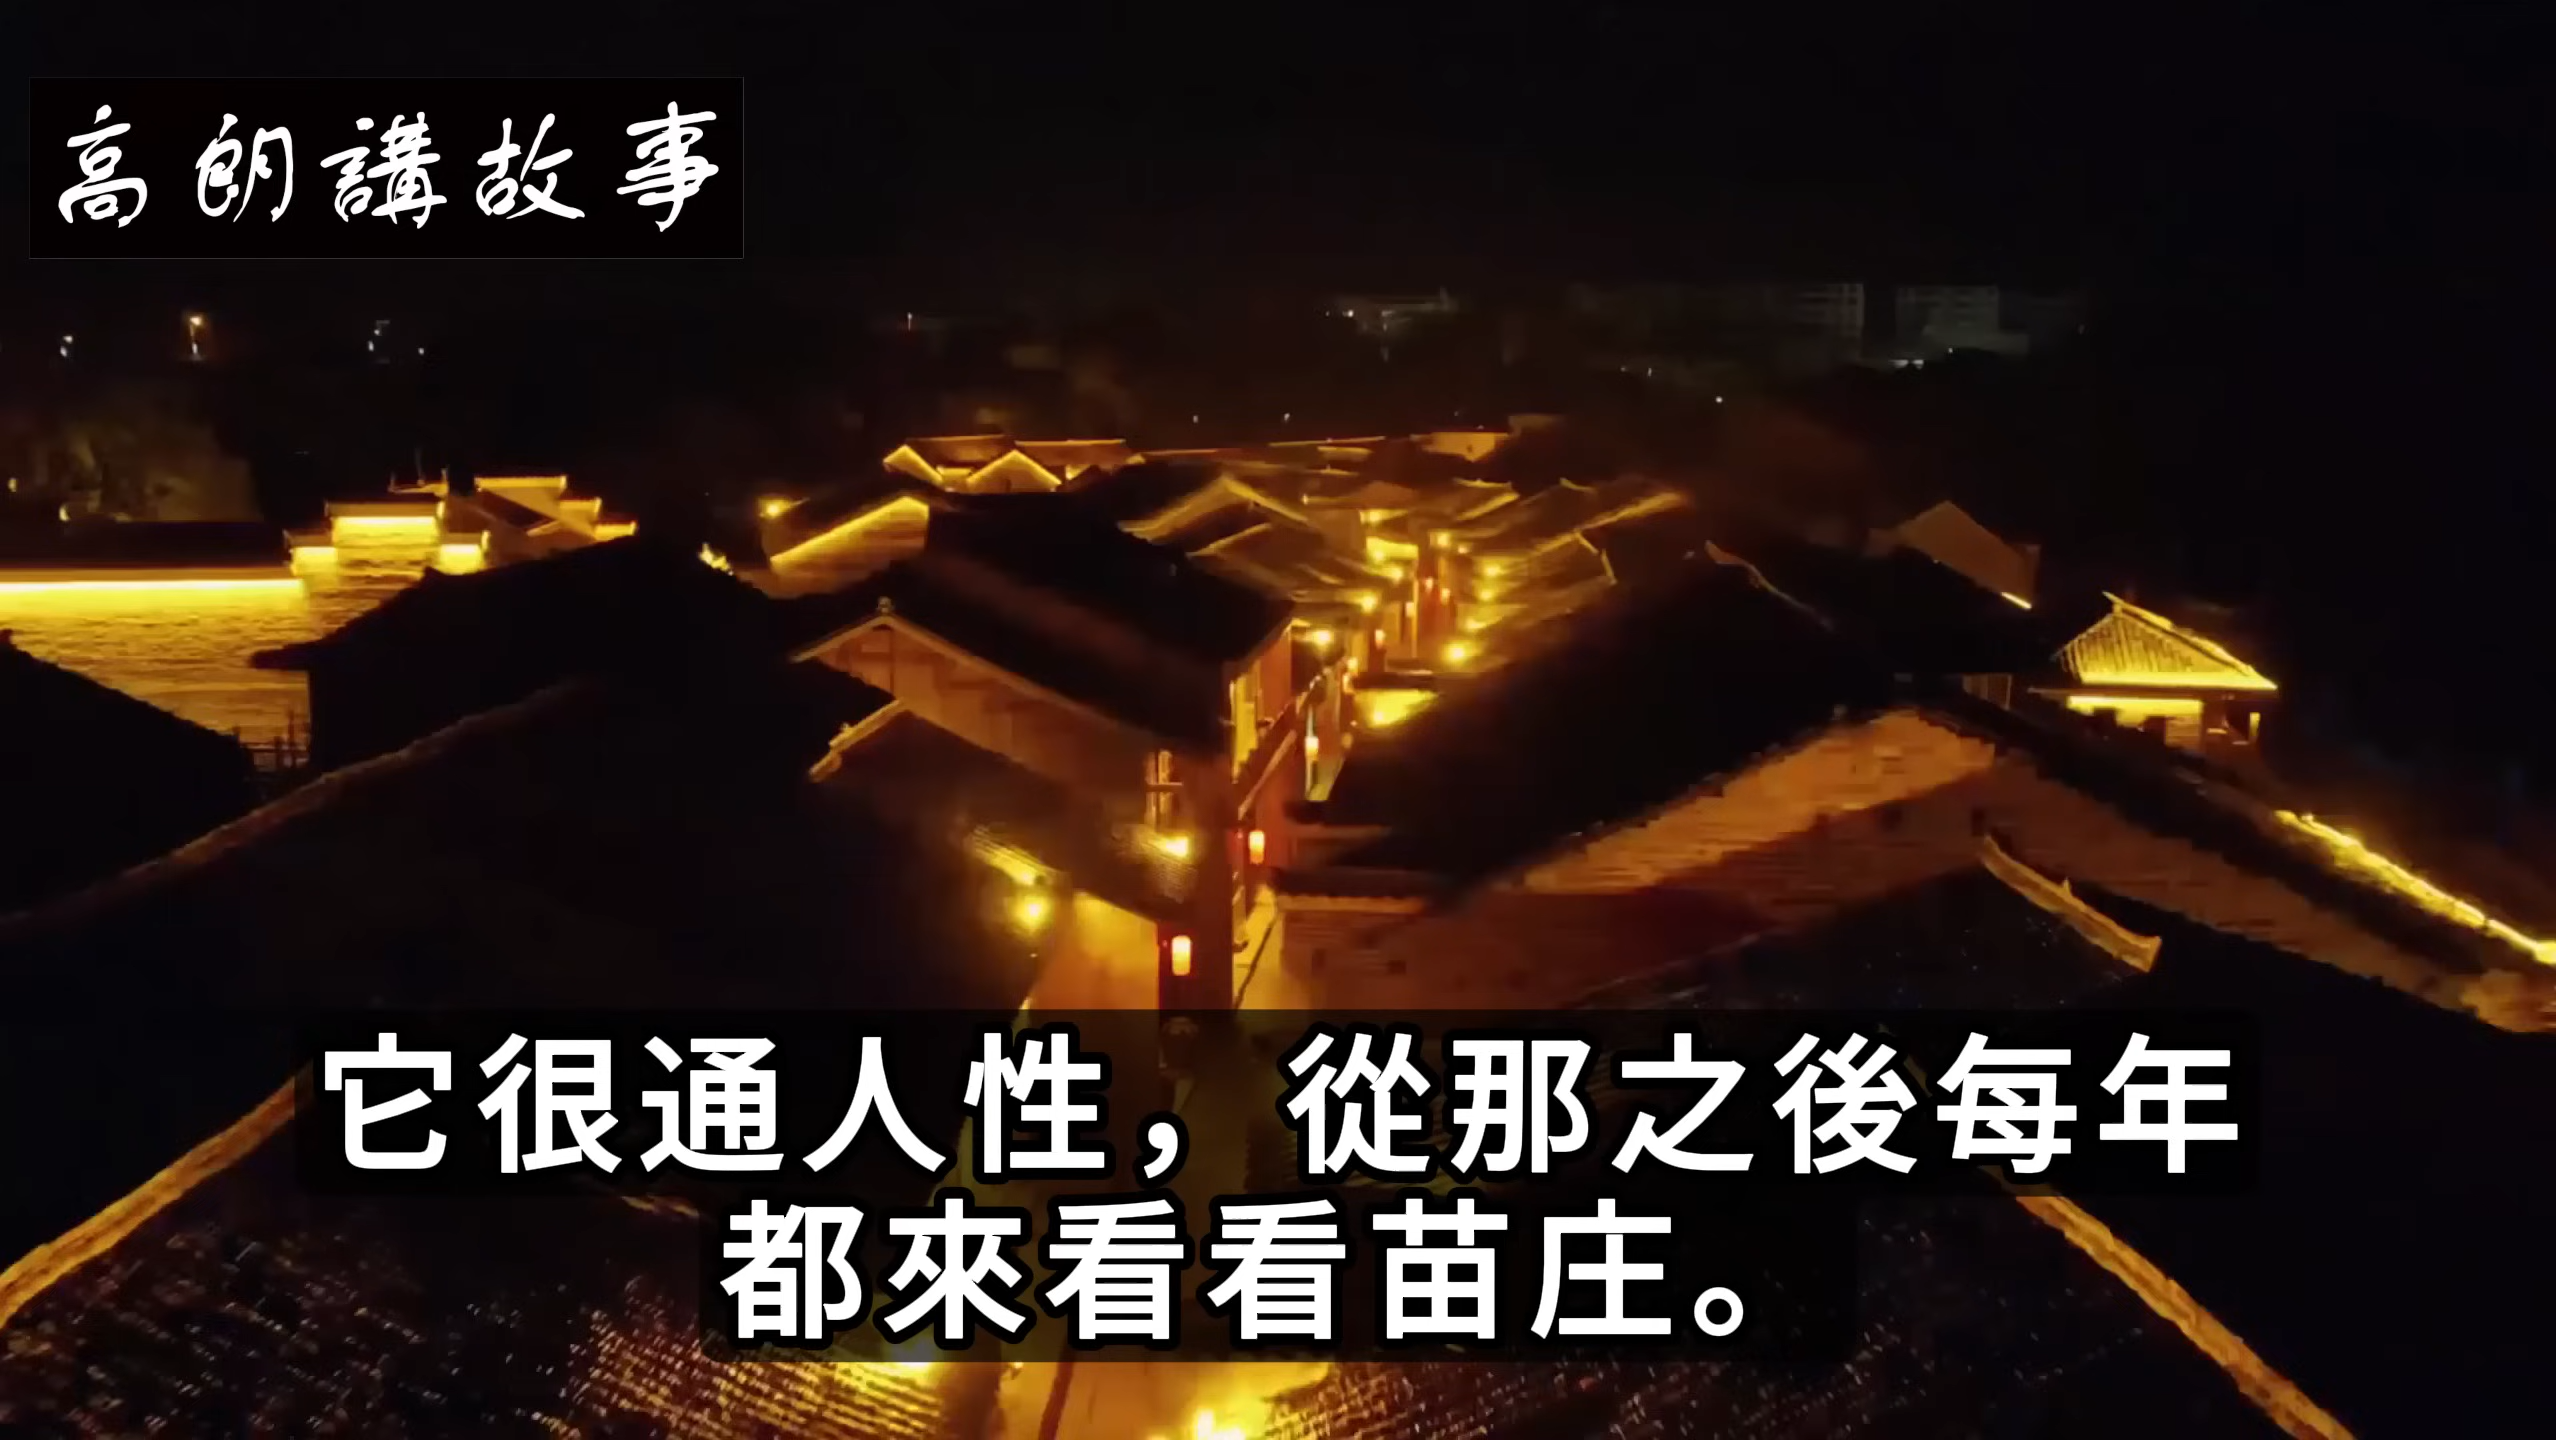 高朗講故事
它很通人性，從那之後每年
都來看看苗庄。